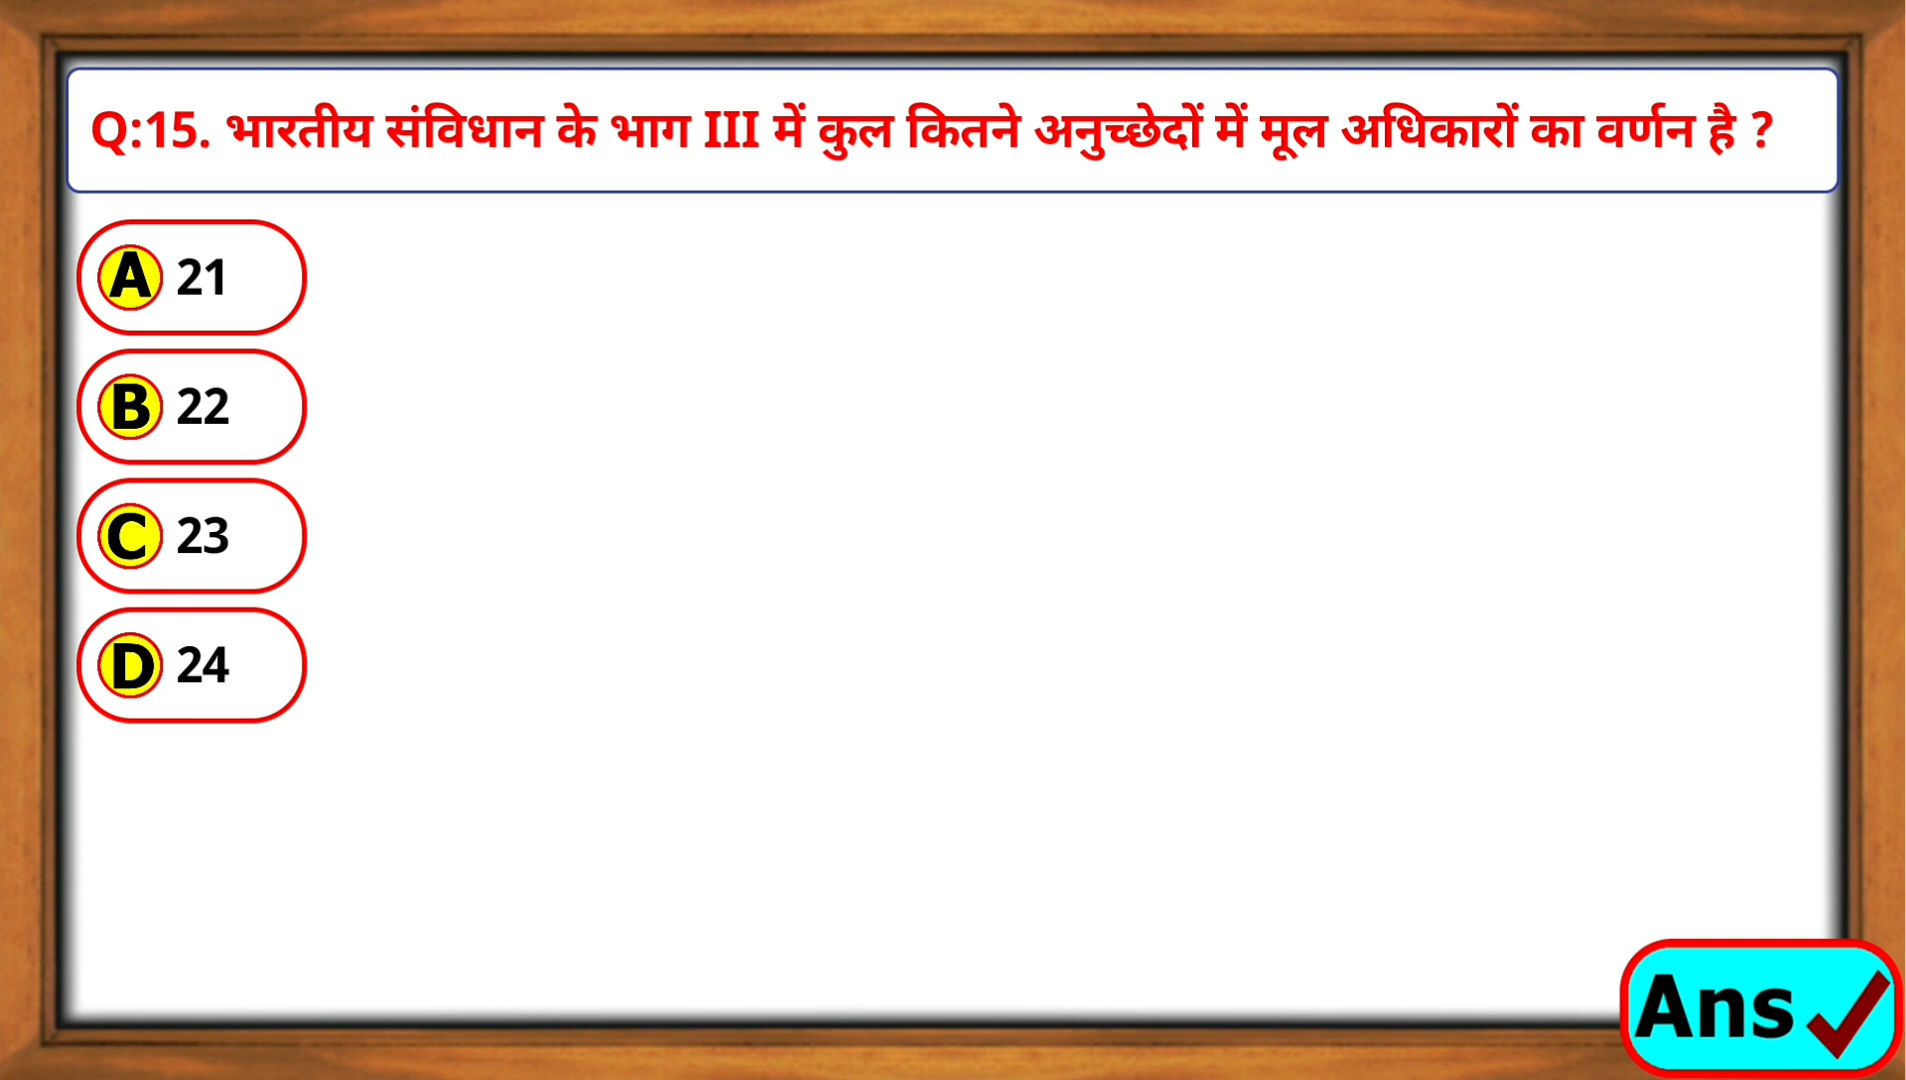 Q:15. भारतीय संविधान के भाग III में कुल कितने अनुच्छेदों में मूल अधिकारों का वर्णन है ?
A 21
B 22
C 23
D 24
Ans